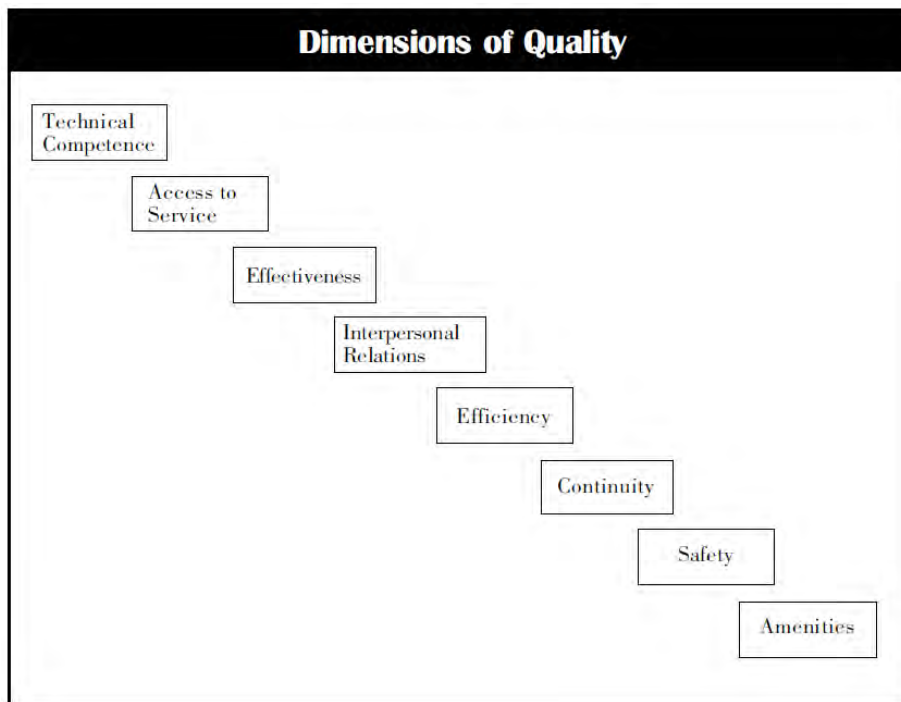 Dimensions of Quality
Technical
Competence
Access to
Service
Effectiveness
Interpersonal
Relations
Efficiency
Continuity
Safety
Amenities